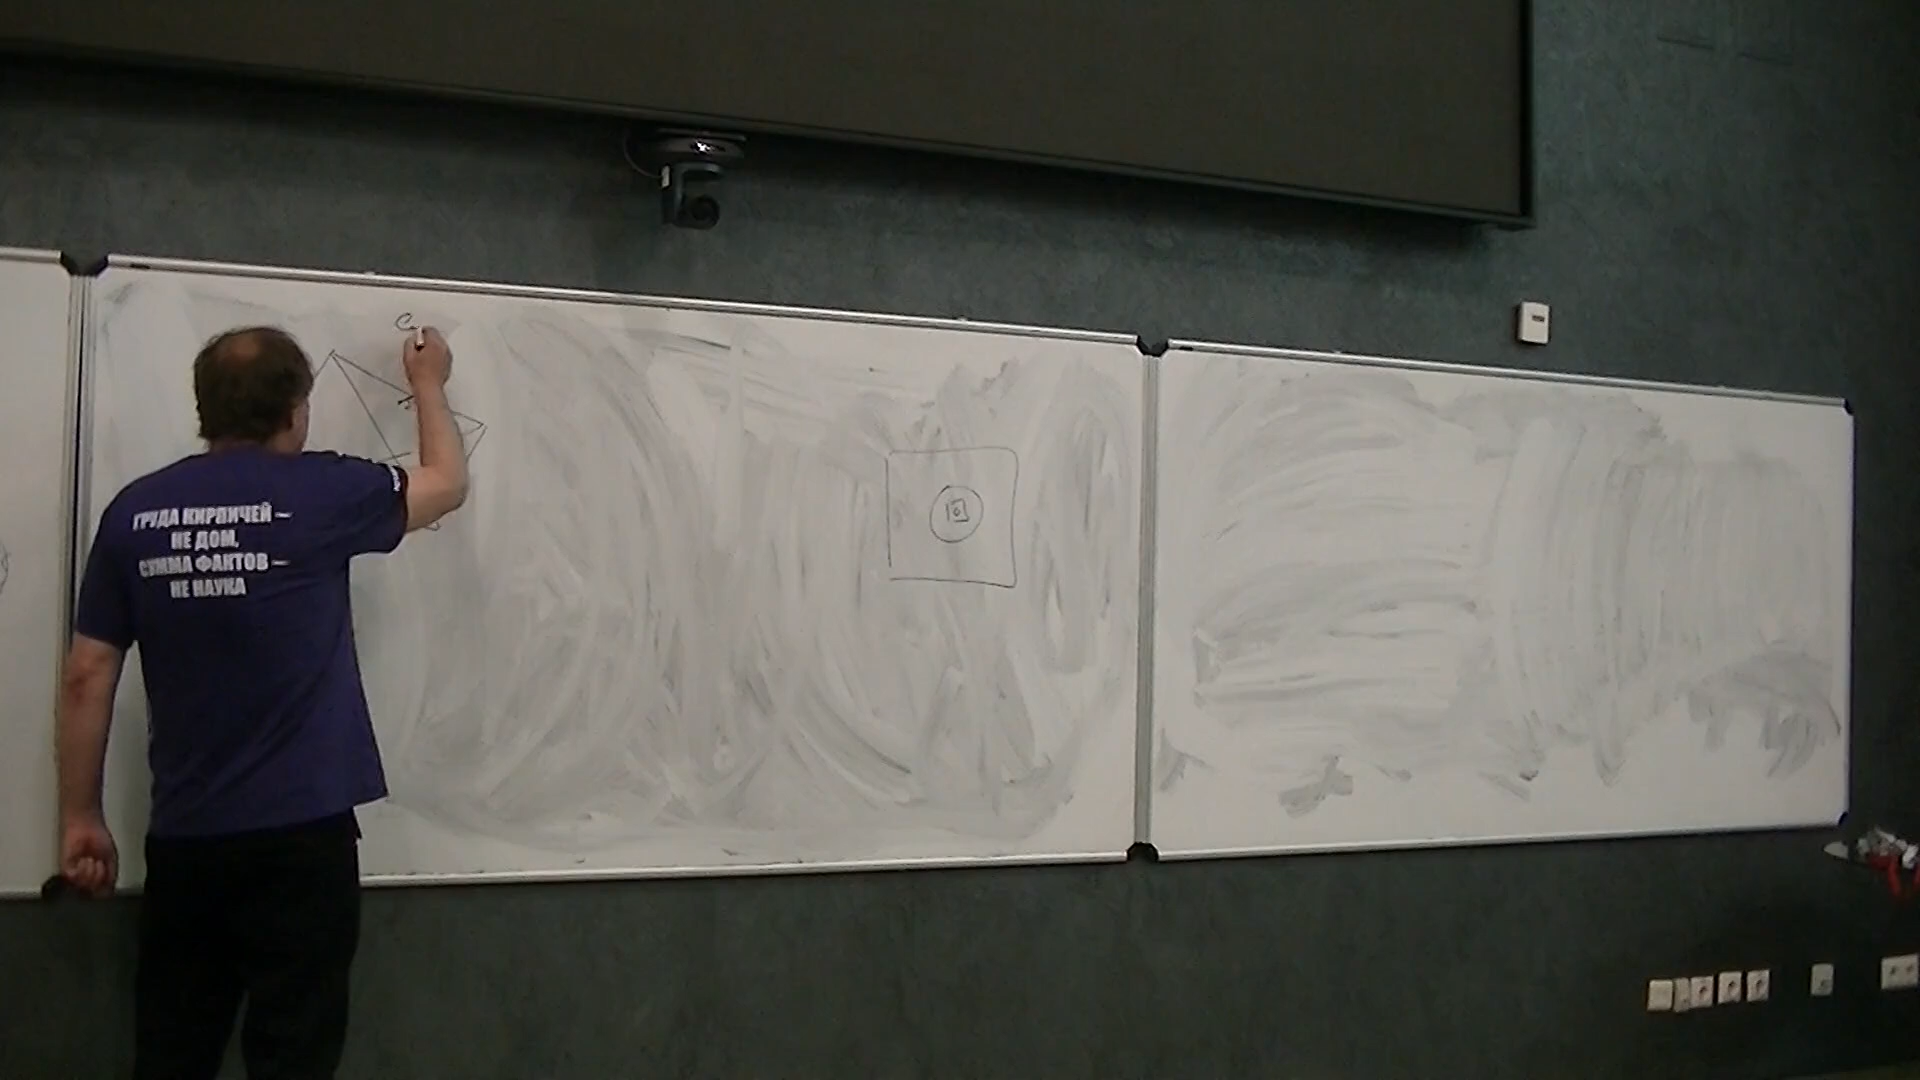 ГРУДА КИРПИЧЕЙ —
НЕ ДОМ,
СУММА ФАКТОВ —
НЕ НАУКА